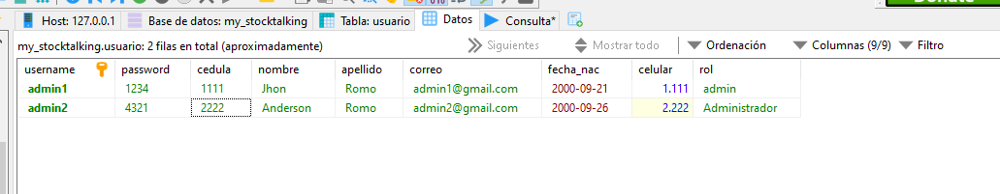 Donate
Host: 127.0.0.1 Base de datos: my_stocktalking Tabla: usuario Datos Consulta*
my_stocktalking.usuario: 2 filas en total (aproximadamente) Siguientes Mostrar todo Ordenación Columnas (9/9) Filtro
username password cedula nombre apellido correo fecha_nac celular rol
admin1 1234 1111 Jhon Romo admin1@gmail.com 2000-09-21 1.111 admin
admin2 4321 2222 Anderson Romo admin2@gmail.com 2000-09-26 2.222 Administrador